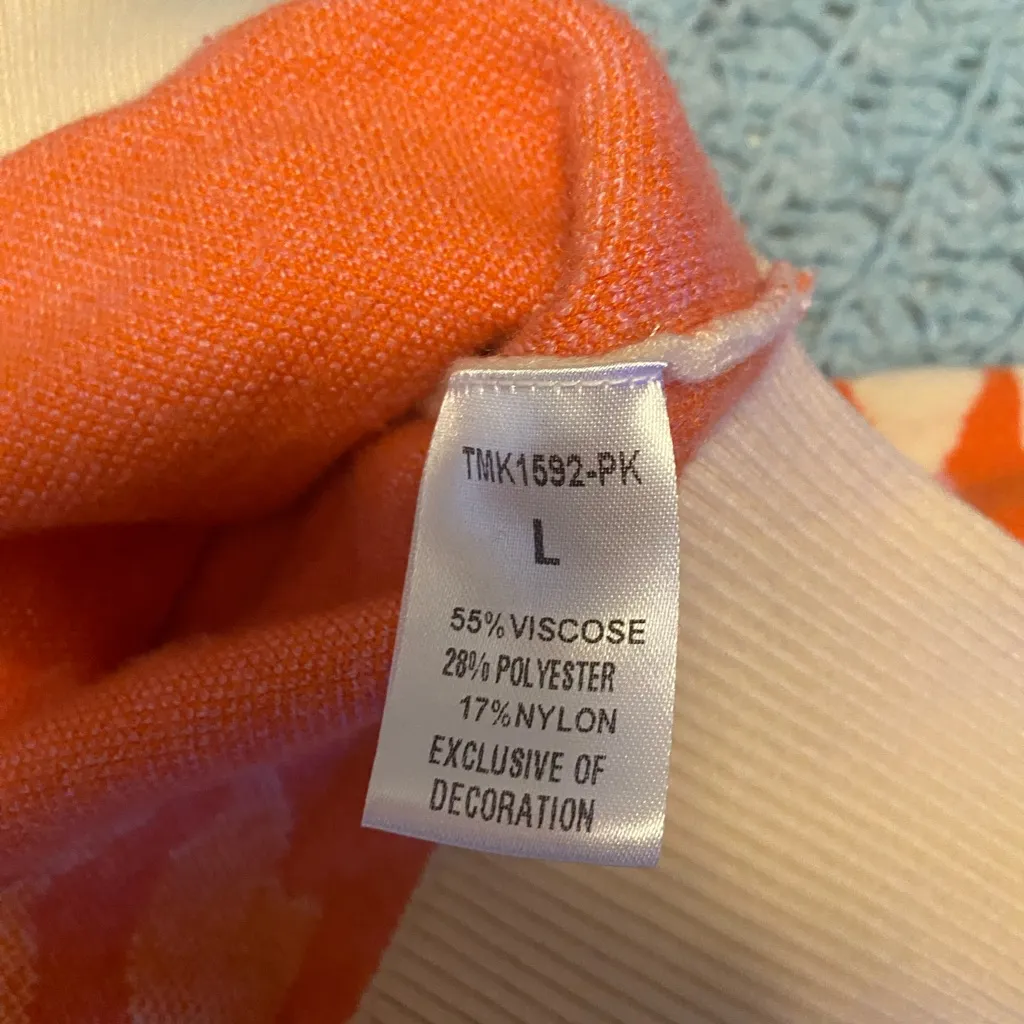 TMK1592-PK
L
55% VISCOSE
28% POLYESTER
17% NYLON
EXCLUSIVE OF
DECORATION